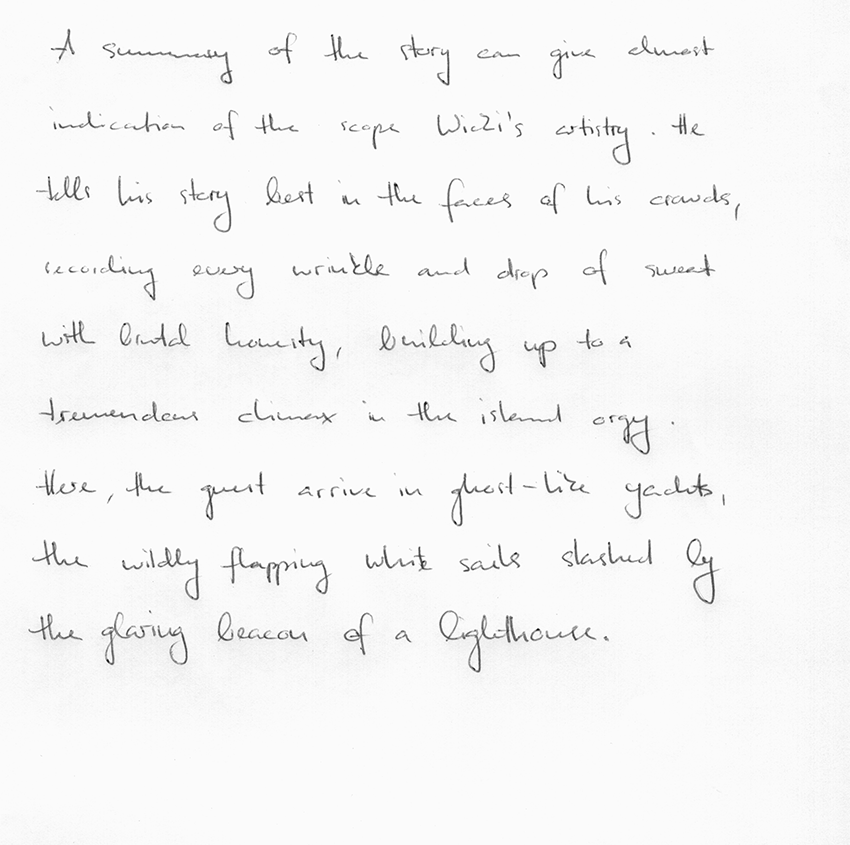 A summary of the story can give almost
indication of the scope Wicki's artistry. He
tells his story best in the faces of his crowds,
recording every wrinkle and drop of sweat
with brutal honesty, building up to a
tremendous climax in the island orgy.
Here, the guest arrive in ghost-like yachts,
the wildly flapping white sails slashed by
the glaring beacon of a lighthouse.